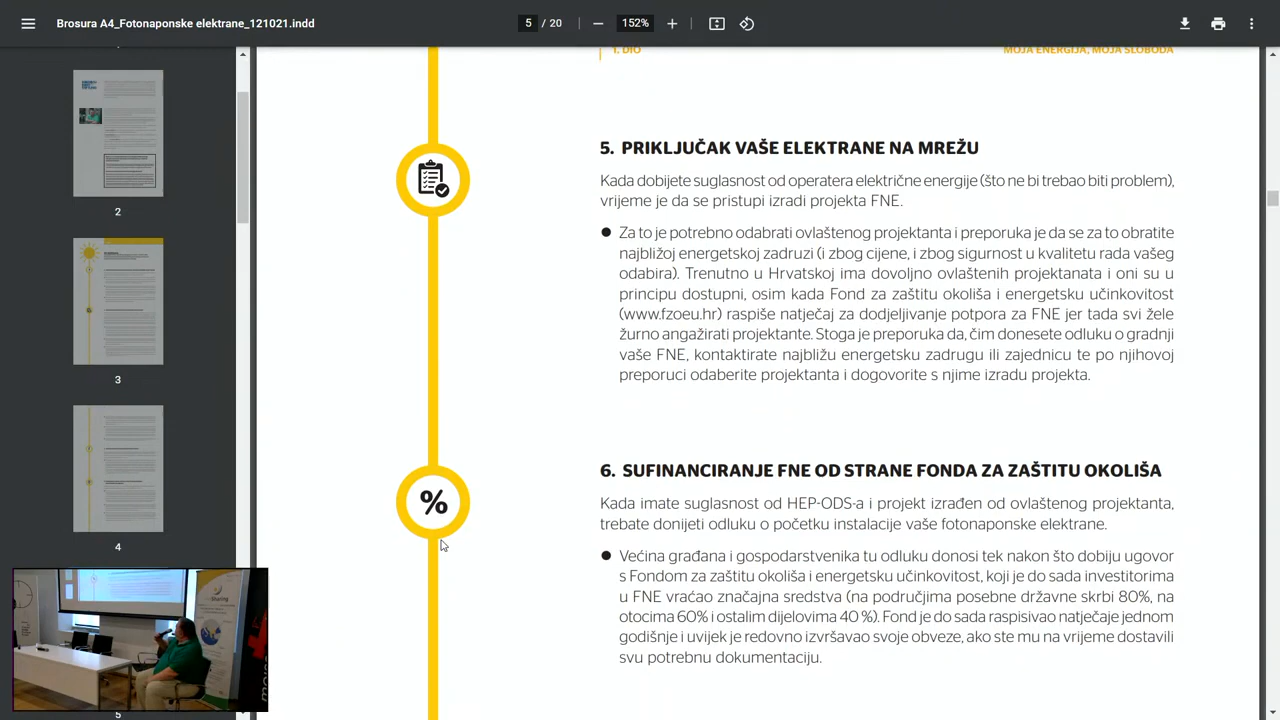 Brosura A4_Fotonaponske elektrane_121021.indd
5 / 20
152%
2
3
4
5
1. DIO
MOJA ENERGIJA, MOJA SLOBODA
5. PRIKLJUČAK VAŠE ELEKTRANE NA MREŽU
Kada dobijete suglasnost od operatera električne energije (što ne bi trebao biti problem),
vrijeme je da se pristupi izradi projekta FNE.
● Za to je potrebno odabrati ovlaštenog projektanta i preporuka je da se za to obratite
najbližoj energetskoj zadruzi (i zbog cijene, i zbog sigurnost u kvalitetu rada vašeg
odabira). Trenutno u Hrvatskoj ima dovoljno ovlaštenih projektanata i oni su u
principu dostupni, osim kada Fond za zaštitu okoliša i energetsku učinkovitost
(www.fzoeu.hr) raspiše natječaj za dodjeljivanje potpora za FNE jer tada svi žele
žurno angažirati projektante. Stoga je preporuka da, čim donesete odluku o gradnji
vaše FNE, kontaktirate najbližu energetsku zadrugu ili zajednicu te po njihovoj
preporuci odaberite projektanta i dogovorite s njime izradu projekta.
%
6. SUFINANCIRANJE FNE OD STRANE FONDA ZA ZAŠTITU OKOLIŠA
Kada imate suglasnost od HEP-ODS-a i projekt izrađen od ovlaštenog projektanta,
trebate donijeti odluku o početku instalacije vaše fotonaponske elektrane.
● Većina građana i gospodarstvenika tu odluku donosi tek nakon što dobiju ugovor
s Fondom za zaštitu okoliša i energetsku učinkovitost, koji je do sada investitorima
u FNE vraćao značajna sredstva (na područjima posebne državne skrbi 80%, na
otocima 60% i ostalim dijelovima 40 %). Fond je do sada raspisivao natječaje jednom
godišnje i uvijek je redovno izvršavao svoje obveze, ako ste mu na vrijeme dostavili
svu potrebnu dokumentaciju.